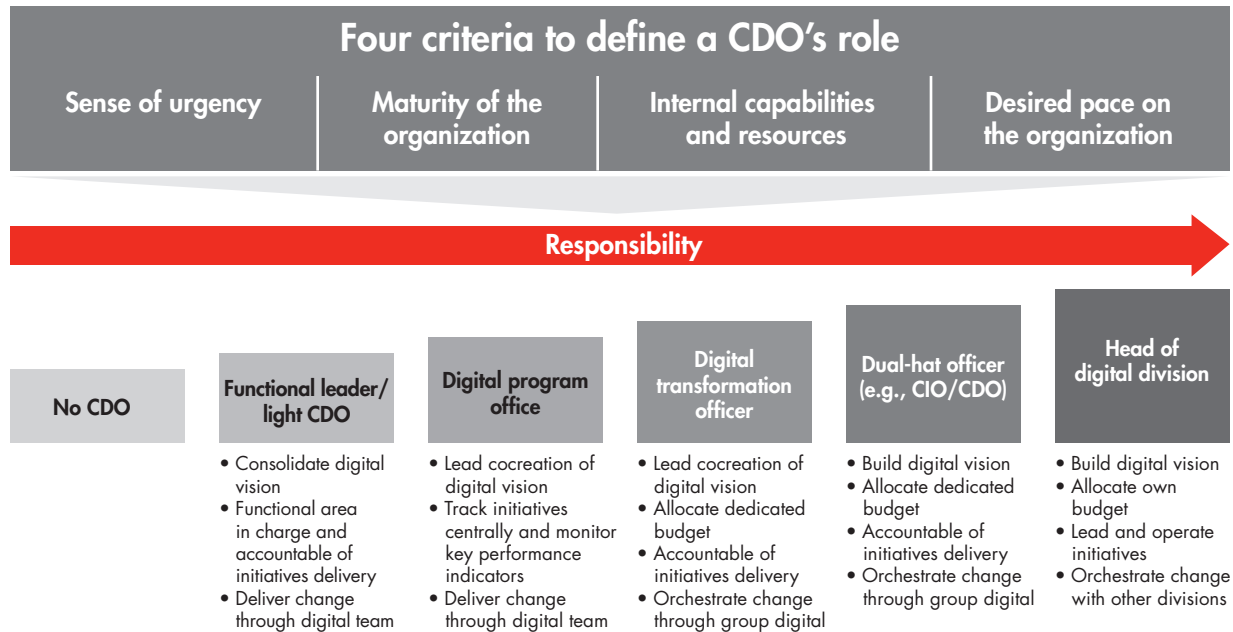 Four criteria to define a CDO’s role
Sense of urgency
Maturity of the
organization
Internal capabilities
and resources
Desired pace on
the organization
Responsibility
No CDO
Functional leader/
light CDO
• Consolidate digital
vision
• Functional area
in charge and
accountable of
initiatives delivery
• Deliver change
through digital team
Digital program
office
• Lead cocreation of
digital vision
• Track initiatives
centrally and monitor
key performance
indicators
• Deliver change
through digital team
Digital
transformation
officer
• Lead cocreation of
digital vision
• Allocate dedicated
budget
• Accountable of
initiatives delivery
• Orchestrate change
through group digital
Dual-hat officer
(e.g., CIO/CDO)
• Build digital vision
• Allocate dedicated
budget
• Accountable of
initiatives delivery
• Orchestrate change
through group digital
Head of
digital division
• Build digital vision
• Allocate own
budget
• Lead and operate
initiatives
• Orchestrate change
with other divisions